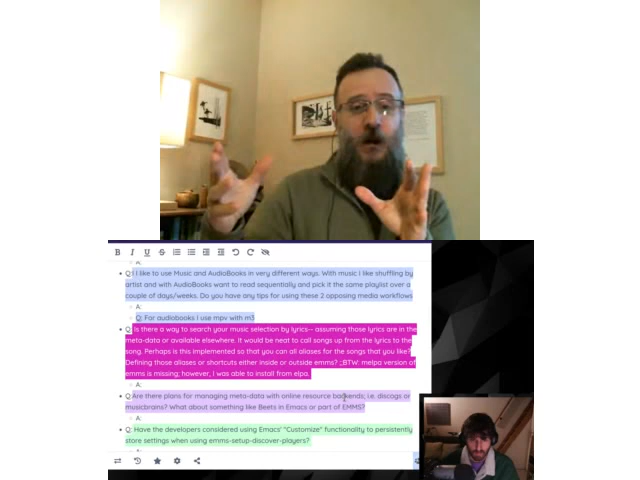 A:
Q: I like to use Music and AudioBooks in very different ways. With music I like shuffling by
artist and with AudioBooks want to read sequentially and pick it the same playlist over a
couple of days/weeks. Do you have any tips for using these 2 opposing media workflows
A:
Q: For audiobooks I use mpv with m3
Q: Is there a way to search your music selection by lyrics-- assuming those lyrics are in the
meta-data or available elsewhere. It would be neat to call songs up from the lyrics to the
song. Perhaps is this implemented so that you can all aliases for the songs that you like?
Defining those aliases or shortcuts either inside or outside emms? ;;BTW: melpa version of
emms is missing; however, I was able to install from elpa.
A:
Q: Are there plans for managing meta-data with online resource backends; i.e. discogs or
musicbrainz? What about something like Beets in Emacs or part of EMMS?
A:
Q: Have the developers considered using Emacs' "Customize" functionality to persistently
store settings when using emms-setup-discover-players?